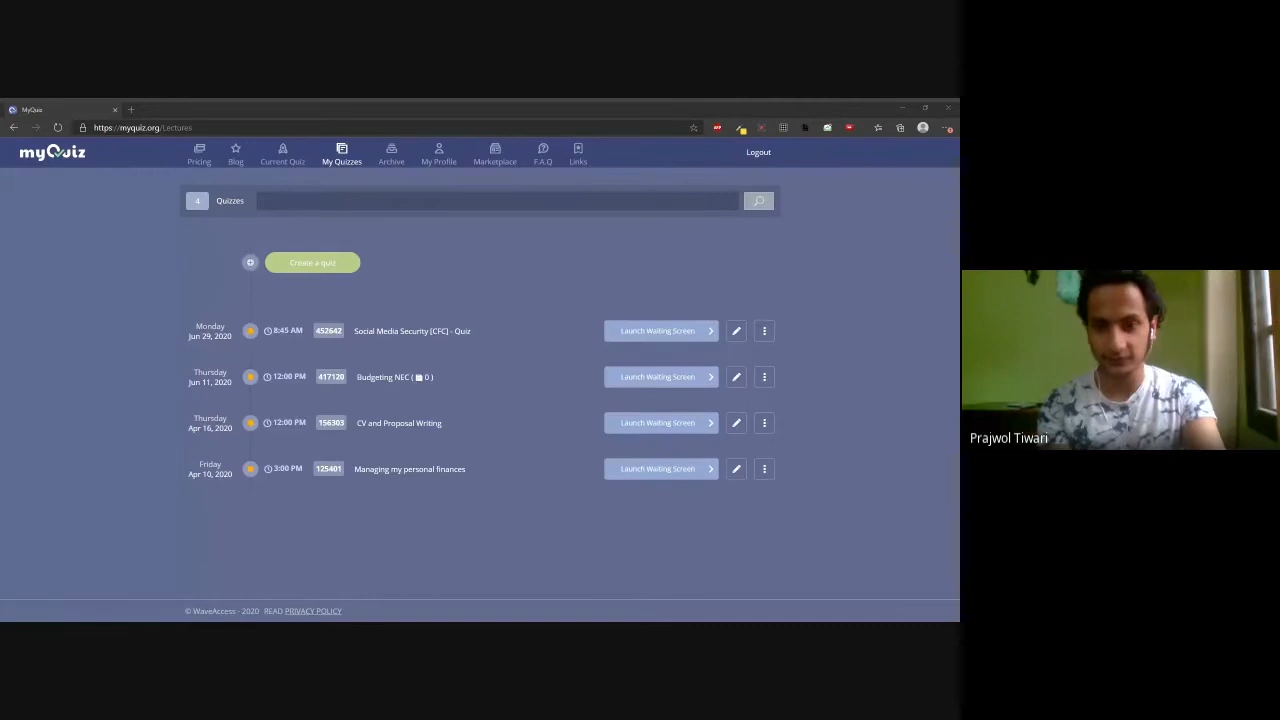 MyQuiz
https://myquiz.org/Lectures
myQuiz
Pricing
Blog
Current Quiz
My Quizzes
Archive
My Profile
Marketplace
F.A.Q
Links
Logout
4 Quizzes
Create a quiz
Monday
Jun 29, 2020
8:45 AM 452642 Social Media Security [CFC] - Quiz Launch Waiting Screen
Thursday
Jun 11, 2020
12:00 PM 417120 Budgeting NEC ( 0 ) Launch Waiting Screen
Thursday
Apr 16, 2020
12:00 PM 156303 CV and Proposal Writing Launch Waiting Screen
Friday
Apr 10, 2020
3:00 PM 125401 Managing my personal finances Launch Waiting Screen
© WaveAccess - 2020 READ PRIVACY POLICY
Prajwol Tiwari